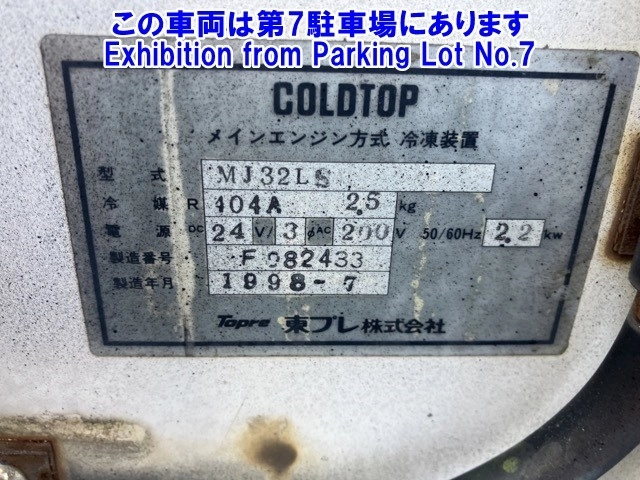 この車両は第7駐車場にあります
Exhibition from Parking Lot No.7
COLDTOP
メインエンジン方式 冷凍装置
型式 MJ32LS
冷媒 R 404A 2.5 kg
電源 DC 24 V/ 3 φAC 200 V 50/60Hz 2.2 kw
製造番号 F082433
製造年月 1998-7
Topre 東プレ株式会社